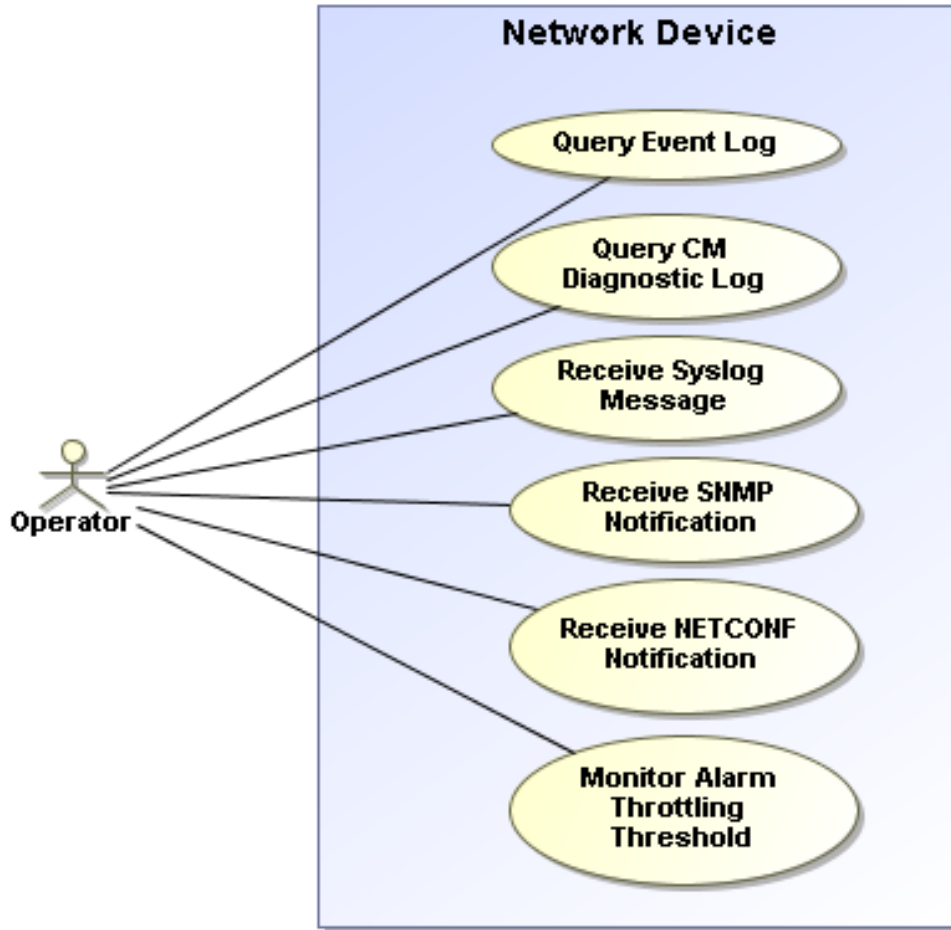 Network Device
Query Event Log
Query CM
Diagnostic Log
Receive Syslog
Message
Operator
Receive SNMP
Notification
Receive NETCONF
Notification
Monitor Alarm
Throttling
Threshold